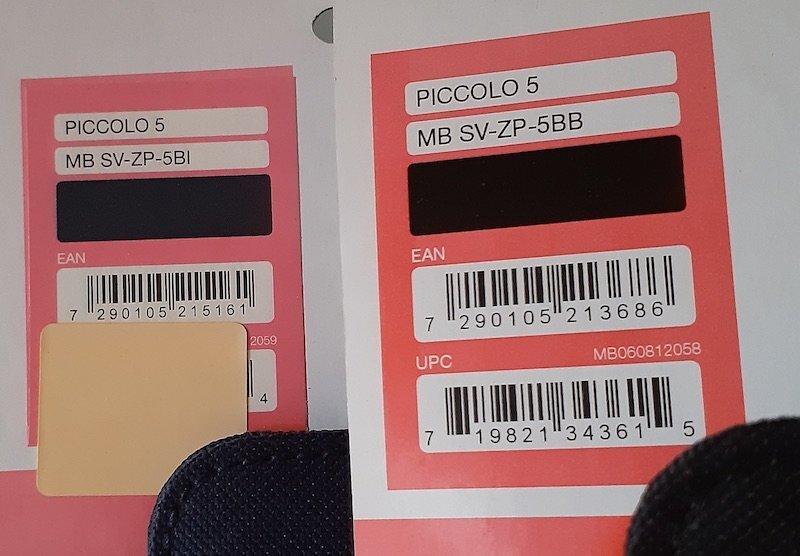 PICCOLO 5
MB SV-ZP-5BI
EAN
7 290105 215161
2059
4
PICCOLO 5
MB SV-ZP-5BB
EAN
7 290105 213686
UPC MB060812058
7 19821 34361 5